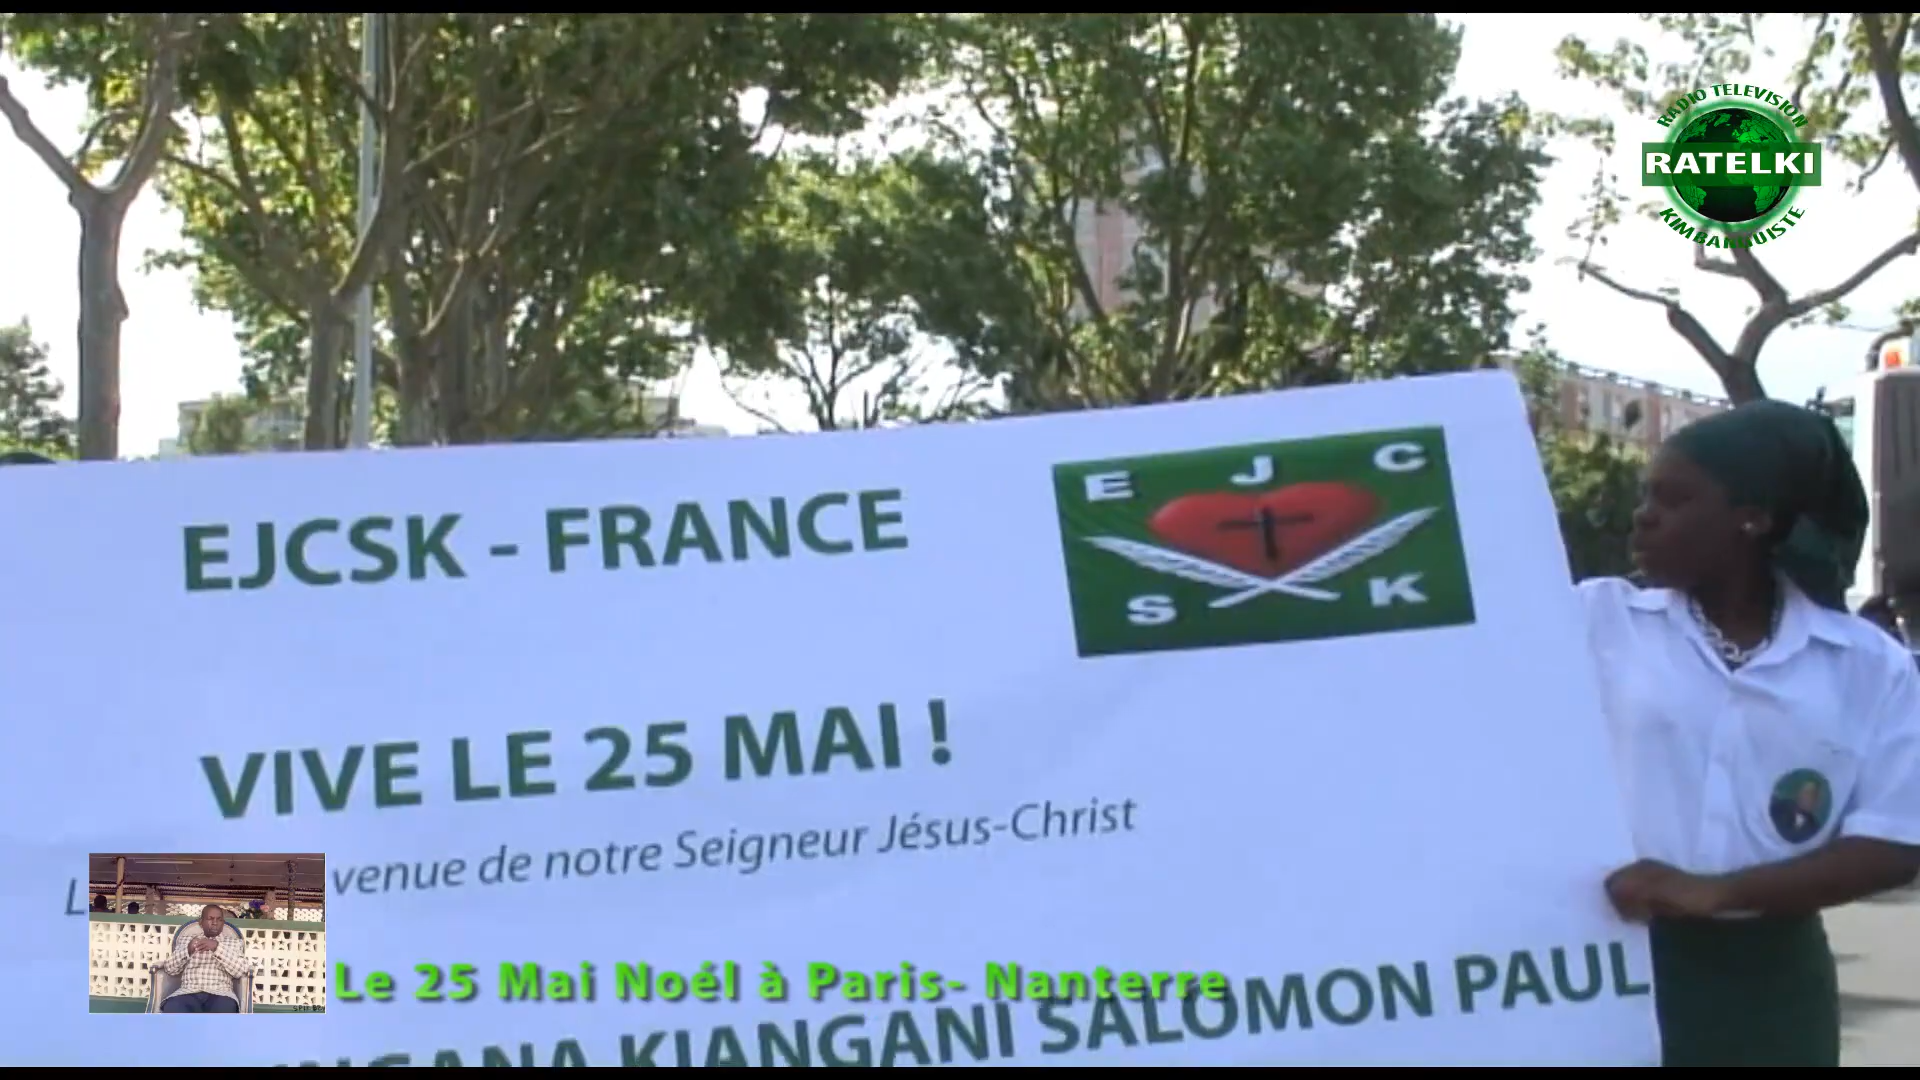 RADIO TELEVISION
RATELKI
KIMBANGUISTE
E J C
S K
EJCSK - FRANCE
VIVE LE 25 MAI !
venue de notre Seigneur Jésus-Christ
Le 25 Mai Noél à Paris- Nanterre
KIANGANI SALOMON PAUL